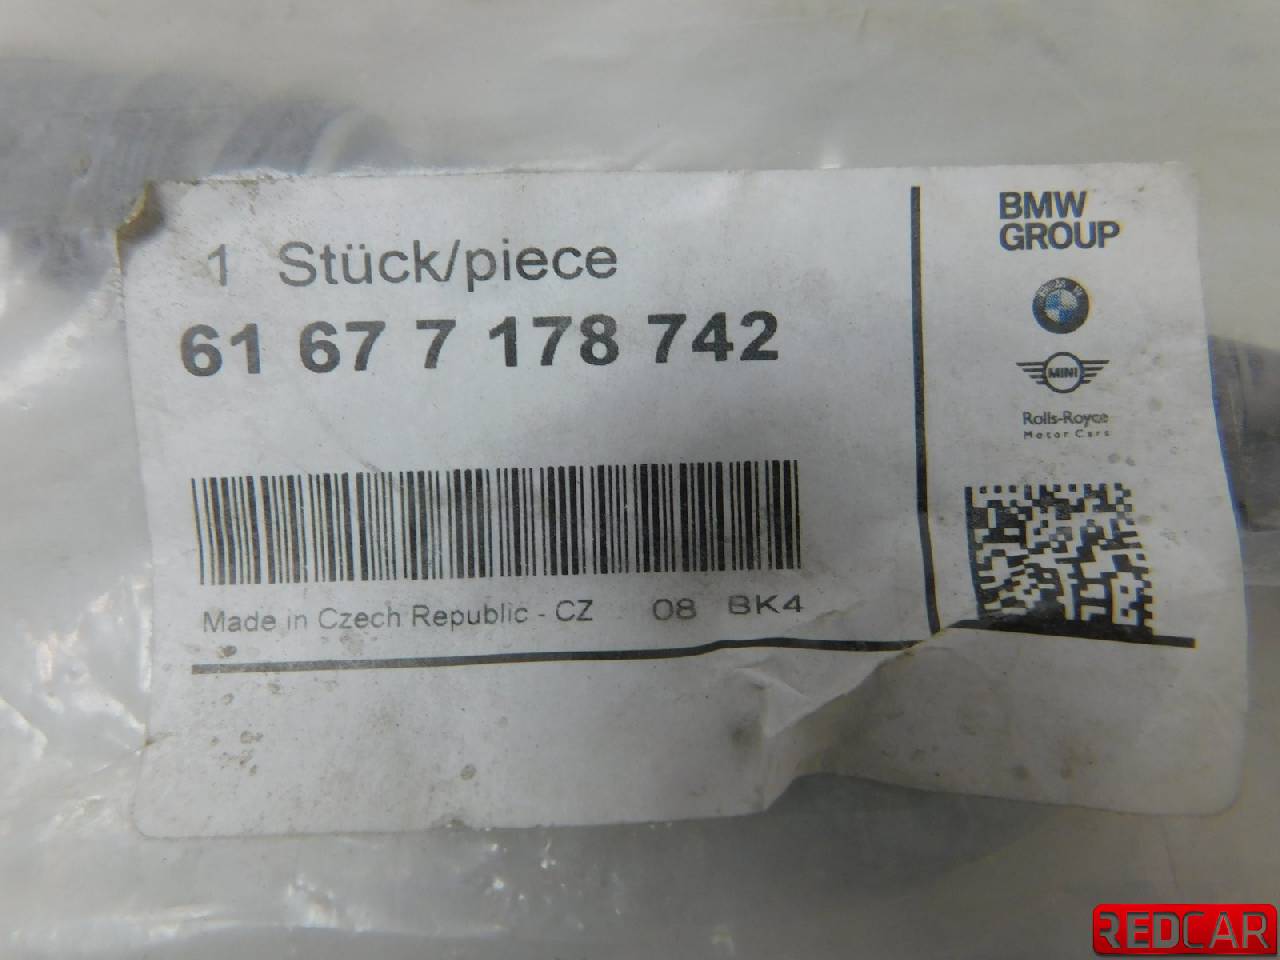 1 Stück/piece
61 67 7 178 742
Made in Czech Republic - CZ 08 BK4
BMW
GROUP
BMW
MINI
Rolls-Royce
Motor Cars
REDCAR